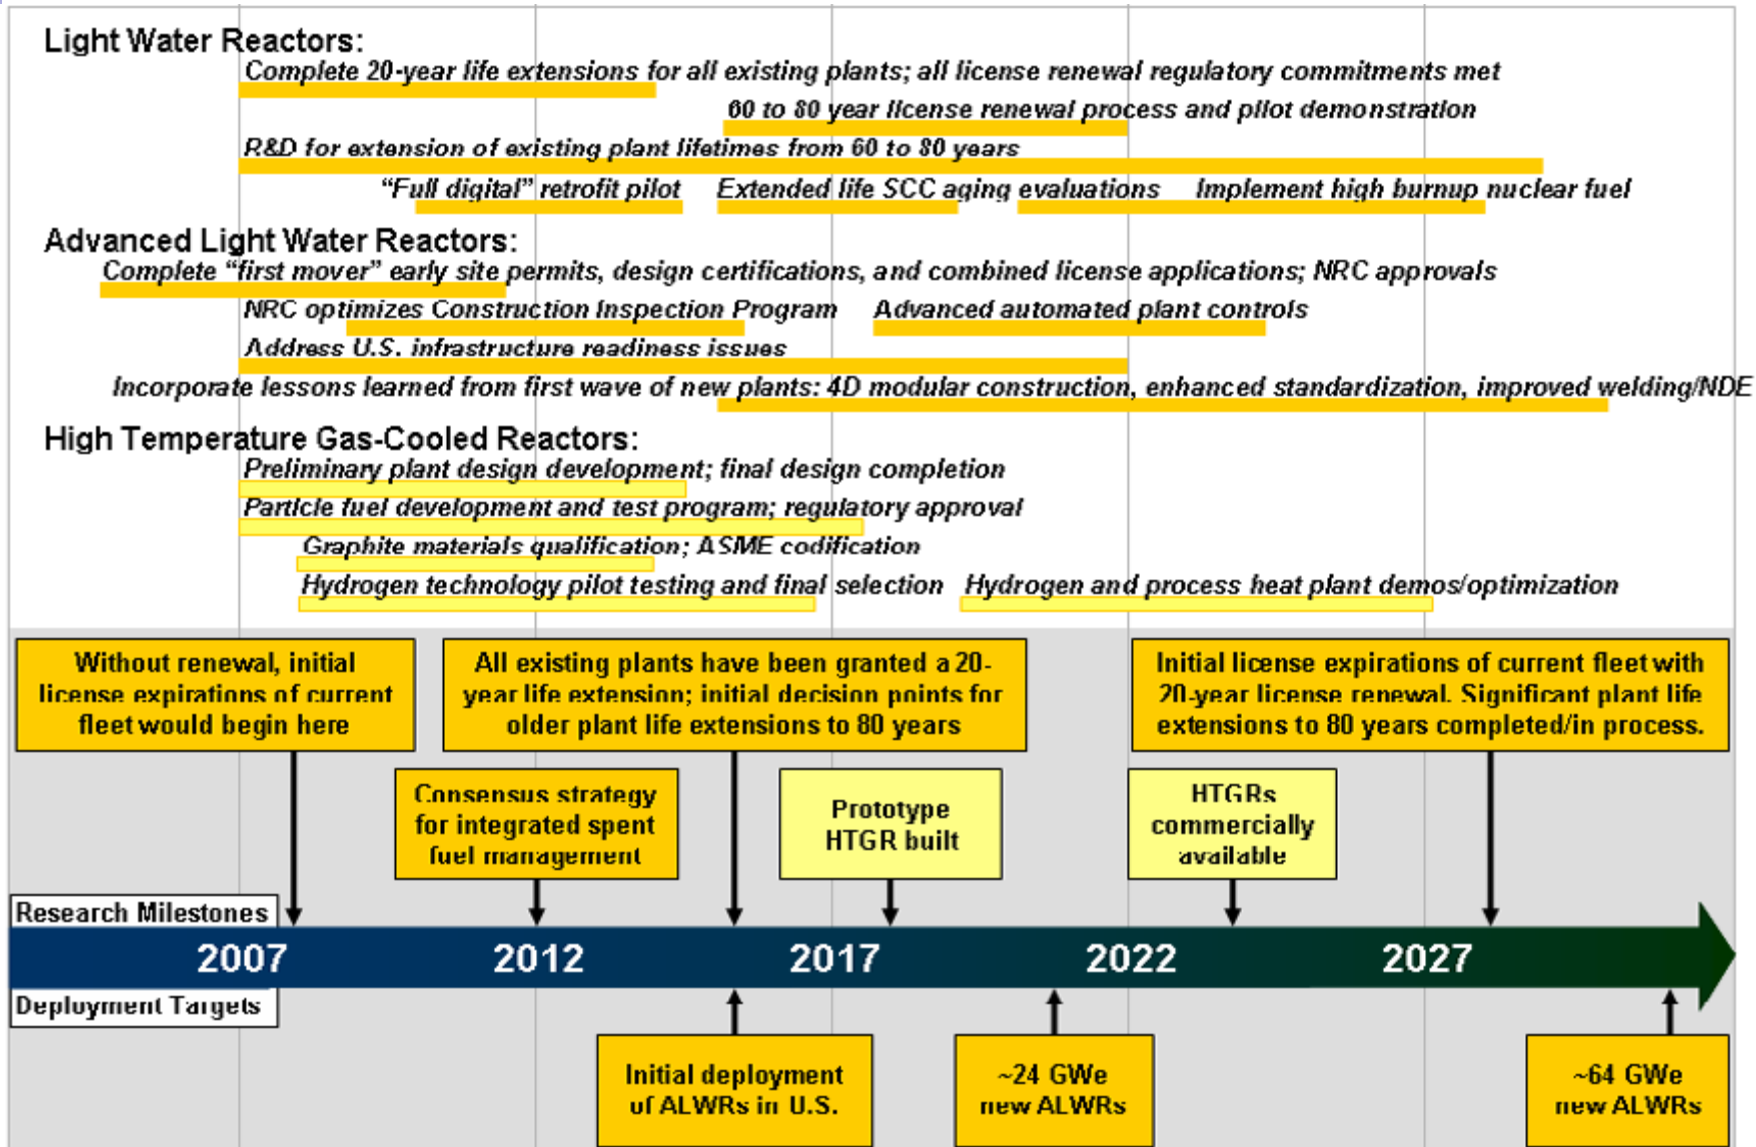 Light Water Reactors:
Complete 20-year life extensions for all existing plants; all license renewal regulatory commitments met
60 to 80 year license renewal process and pilot demonstration
R&D for extension of existing plant lifetimes from 60 to 80 years
“Full digital” retrofit pilot
Extended life SCC aging evaluations
Implement high burnup nuclear fuel
Advanced Light Water Reactors:
Complete “first mover” early site permits, design certifications, and combined license applications; NRC approvals
NRC optimizes Construction Inspection Program
Advanced automated plant controls
Address U.S. infrastructure readiness issues
Incorporate lessons learned from first wave of new plants: 4D modular construction, enhanced standardization, improved welding/NDE
High Temperature Gas-Cooled Reactors:
Preliminary plant design development; final design completion
Particle fuel development and test program; regulatory approval
Graphite materials qualification; ASME codification
Hydrogen technology pilot testing and final selection
Hydrogen and process heat plant demos/optimization
Without renewal, initial
license expirations of current
fleet would begin here
All existing plants have been granted a 20-
year life extension; initial decision points for
older plant life extensions to 80 years
Initial license expirations of current fleet with
20-year license renewal. Significant plant life
extensions to 80 years completed/in process.
Consensus strategy
for integrated spent
fuel management
Prototype
HTGR built
HTGRs
commercially
available
Research Milestones
2007
2012
2017
2022
2027
Deployment Targets
Initial deployment
of ALWRs in U.S.
~24 GWe
new ALWRs
~64 GWe
new ALWRs